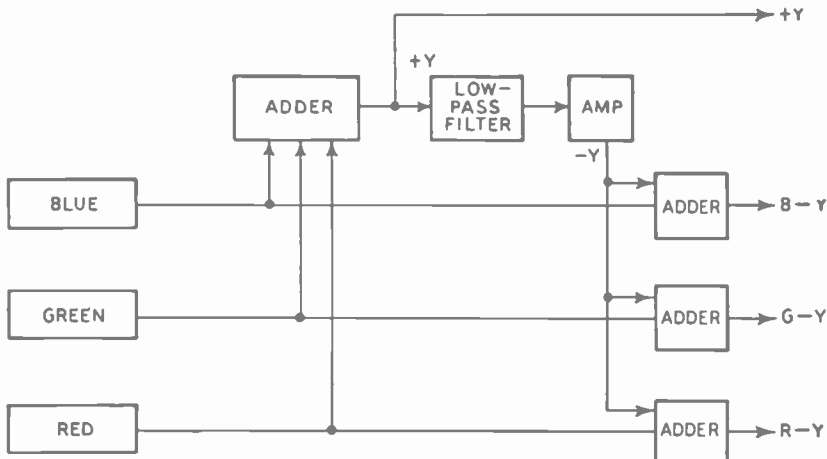 +Y
+Y
ADDER
LOW-
PASS
FILTER
AMP
-Y
BLUE
ADDER
B-Y
GREEN
ADDER
G-Y
RED
ADDER
R-Y